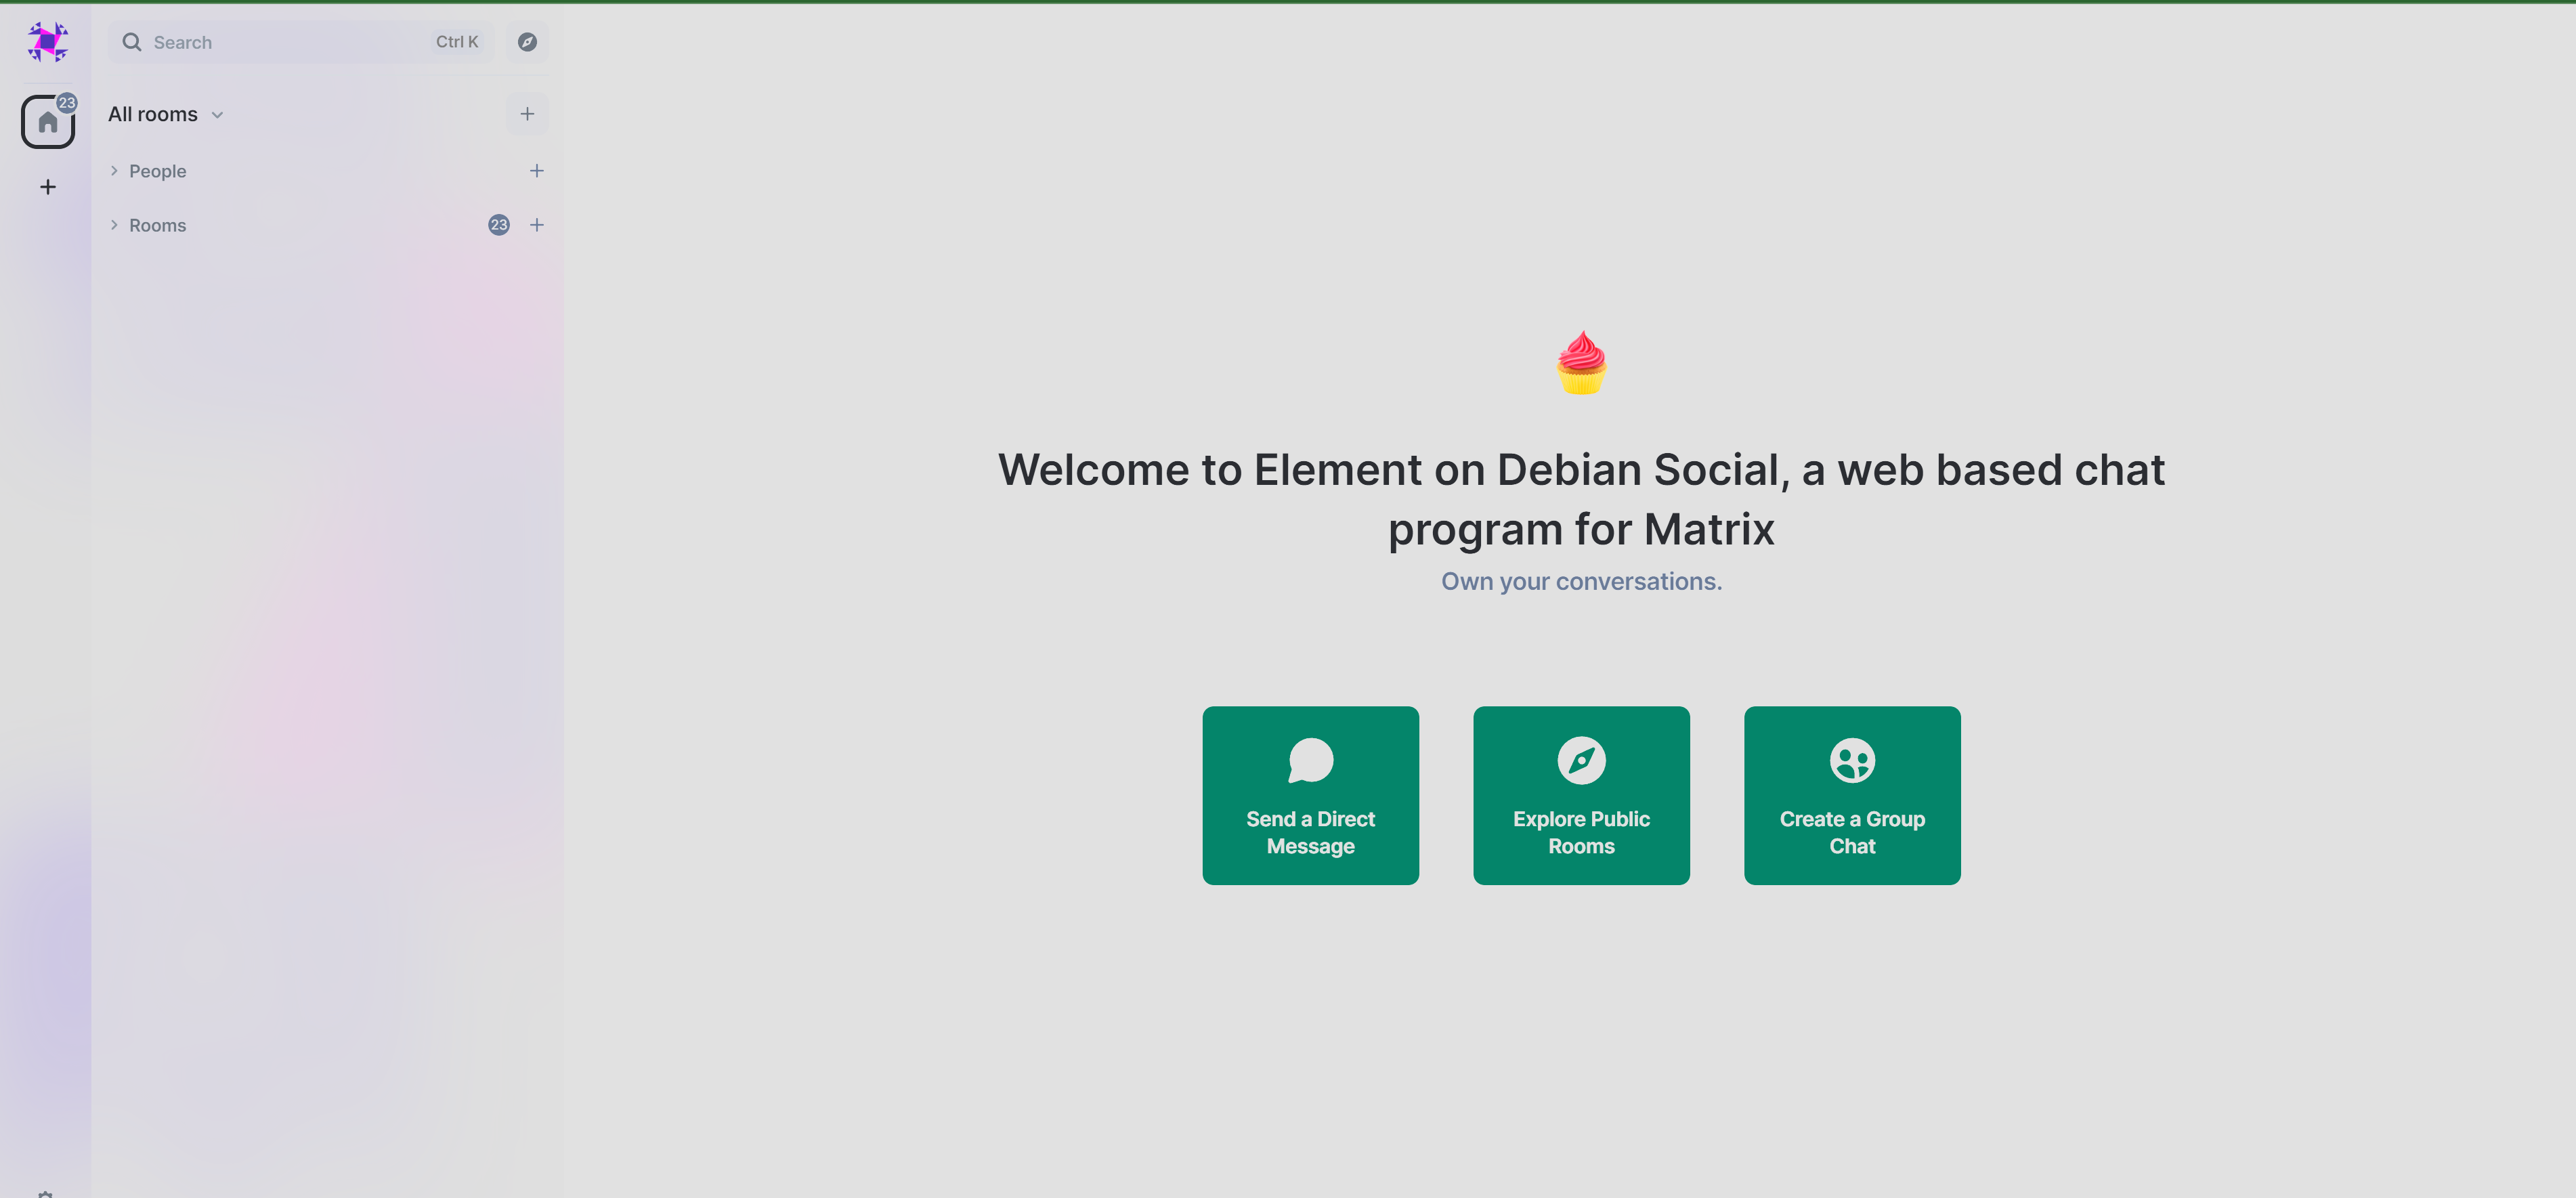 Search Ctrl K
23
All rooms
People
Rooms 23
Welcome to Element on Debian Social, a web based chat
program for Matrix
Own your conversations.
Send a Direct
Message
Explore Public
Rooms
Create a Group
Chat